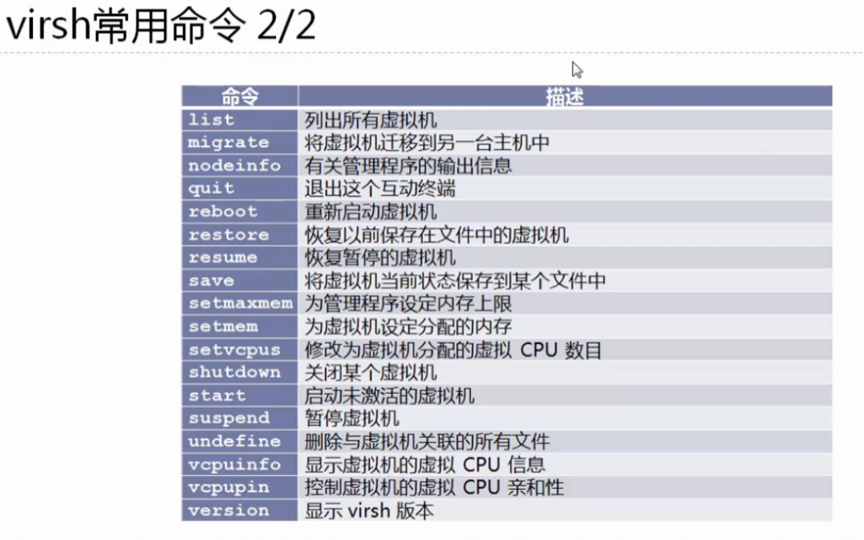 virsh常用命令 2/2
命令 描述
list 列出所有虚拟机
migrate 将虚拟机迁移到另一台主机中
nodeinfo 有关管理程序的输出信息
quit 退出这个互动终端
reboot 重新启动虚拟机
restore 恢复以前保存在文件中的虚拟机
resume 恢复暂停的虚拟机
save 将虚拟机当前状态保存到某个文件中
setmaxmem 为管理程序设定内存上限
setmem 为虚拟机设定分配的内存
setvcpus 修改为虚拟机分配的虚拟 CPU 数目
shutdown 关闭某个虚拟机
start 启动未激活的虚拟机
suspend 暂停虚拟机
undefine 删除与虚拟机关联的所有文件
vcpuinfo 显示虚拟机的虚拟 CPU 信息
vcpupin 控制虚拟机的虚拟 CPU 亲和性
version 显示 virsh 版本